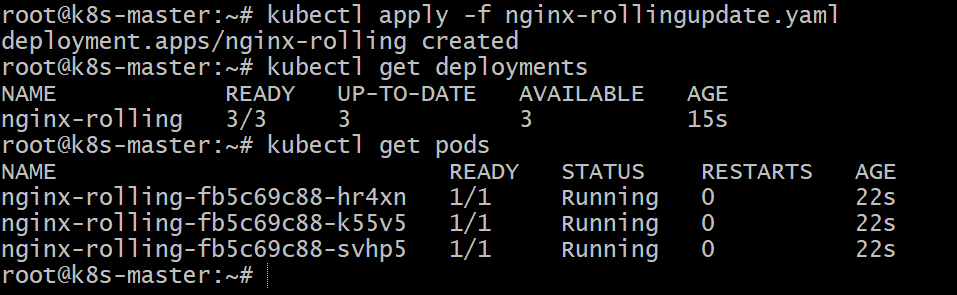 root@k8s-master:~# kubectl apply -f nginx-rollingupdate.yaml
deployment.apps/nginx-rolling created
root@k8s-master:~# kubectl get deployments
NAME READY UP-TO-DATE AVAILABLE AGE
nginx-rolling 3/3 3 3 15s
root@k8s-master:~# kubectl get pods
NAME READY STATUS RESTARTS AGE
nginx-rolling-fb5c69c88-hr4xn 1/1 Running 0 22s
nginx-rolling-fb5c69c88-k55v5 1/1 Running 0 22s
nginx-rolling-fb5c69c88-svhp5 1/1 Running 0 22s
root@k8s-master:~#